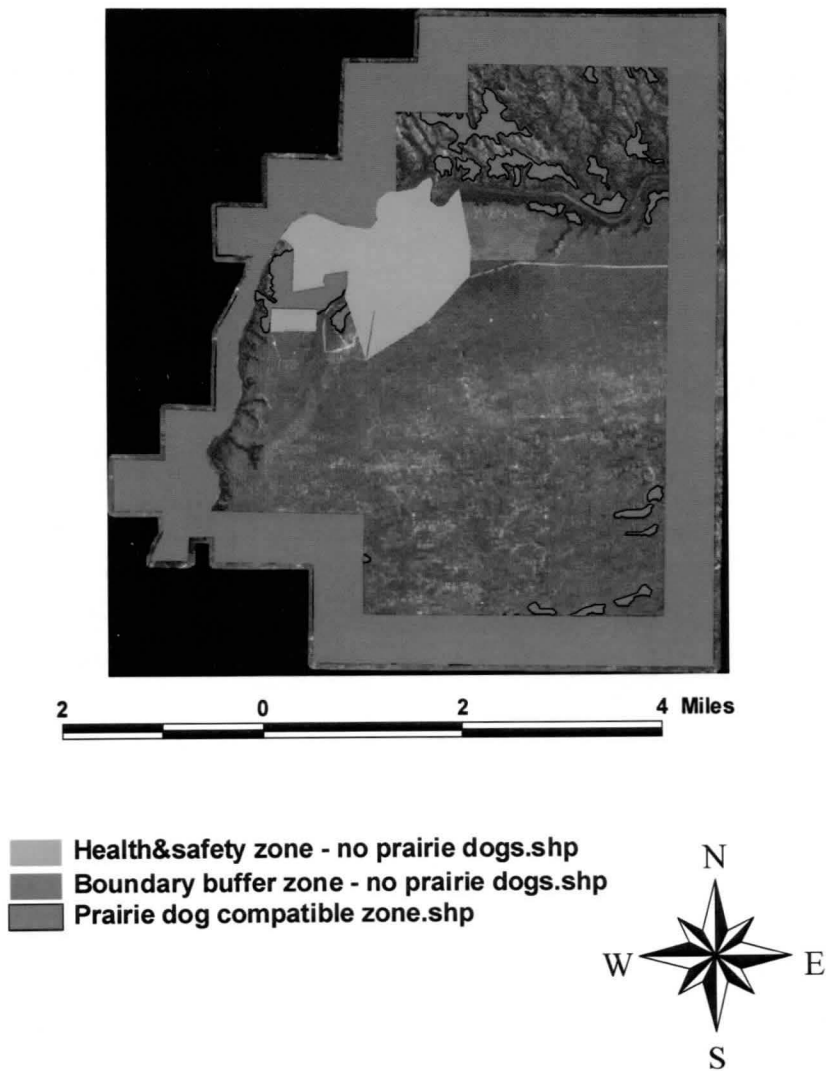 2 0 2 4 Miles
Health&safety zone - no prairie dogs.shp
Boundary buffer zone - no prairie dogs.shp
Prairie dog compatible zone.shp
N
W E
S